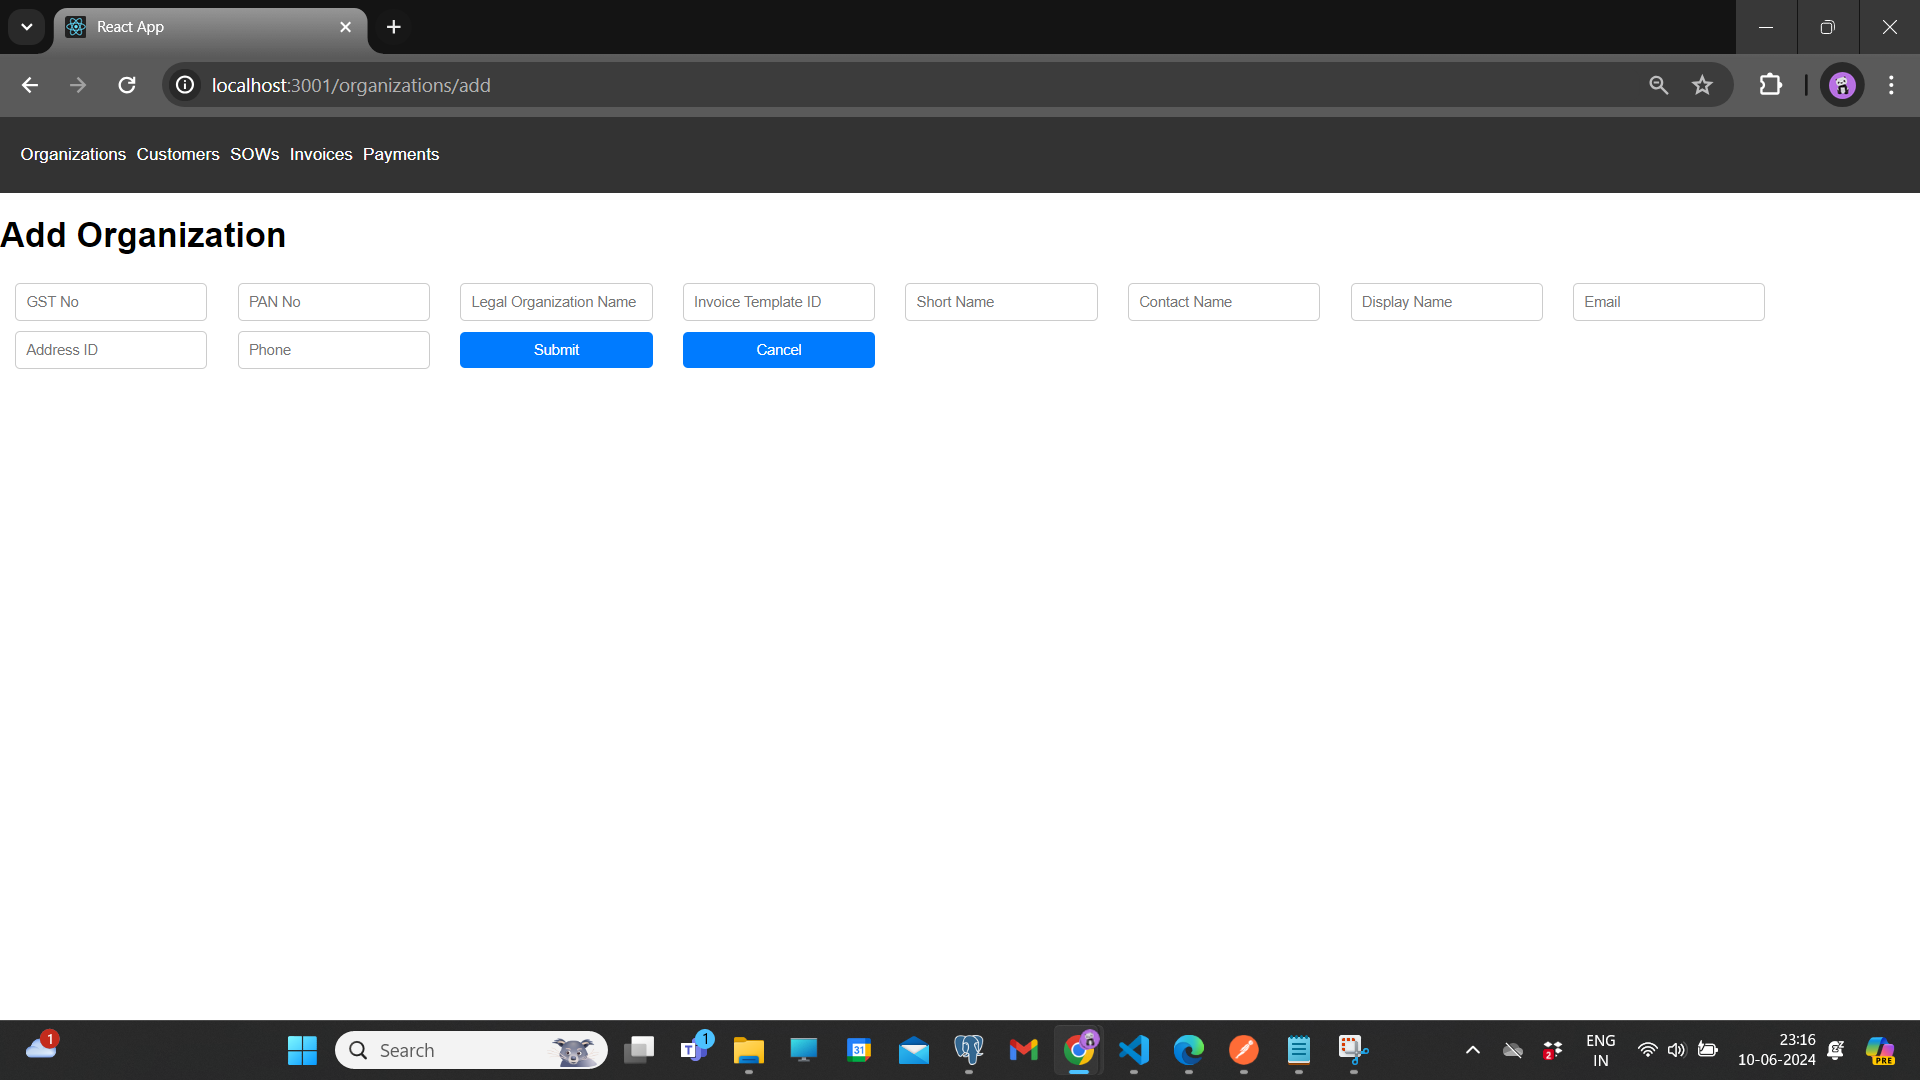 React App
localhost:3001/organizations/add
Organizations Customers SOWs Invoices Payments
Add Organization
GST No PAN No Legal Organization Name Invoice Template ID Short Name Contact Name Display Name Email
Address ID Phone Submit Cancel
1
Search
1
31
2
ENG
IN
23:16
10-06-2024
PRE